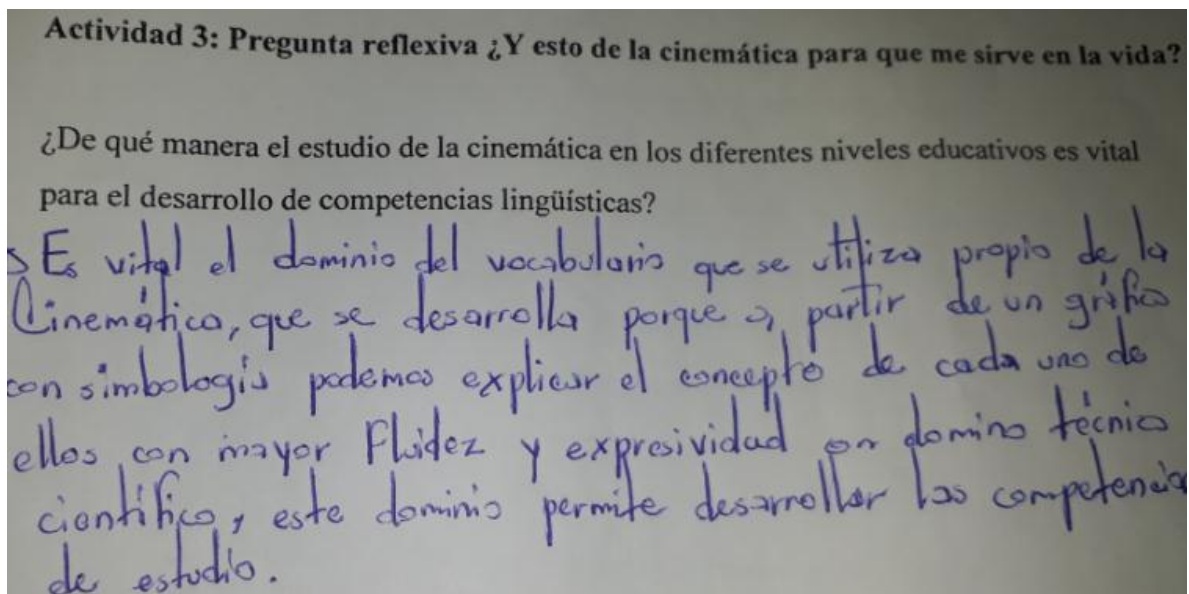 Actividad 3: Pregunta reflexiva ¿Y esto de la cinemática para que me sirve en la vida?
¿De qué manera el estudio de la cinemática en los diferentes niveles educativos es vital
para el desarrollo de competencias lingüísticas?
Es vital el dominio del vocabulario que se utiliza propio de la
Cinemática, que se desarrolla porque a partir de un gráfico
con simbología podemos explicar el concepto de cada uno de
ellos con mayor Fluidez y expresividad en domino técnico
científico, este dominio permite desarrollar las competencias
de estudio.